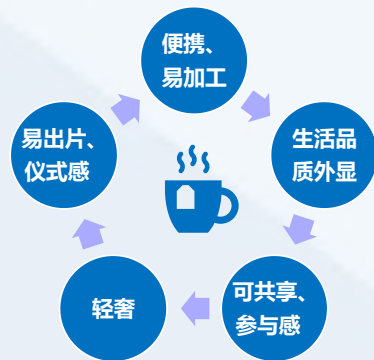 便携、
易加工
生活品
质外显
可共享、
参与感
轻奢
易出片、
仪式感